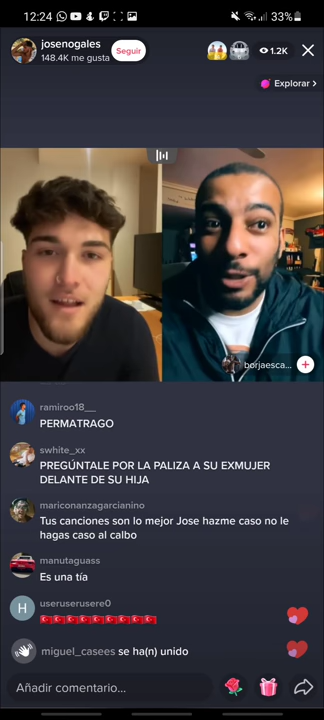 12:24 33%
josenogales
148.4K me gusta
Seguir
1.2K
Explorar
borjaesca...
ramiroo18__
PERMATRAGO
swhite_xx
PREGÚNTALE POR LA PALIZA A SU EXMUJER
DELANTE DE SU HIJA
mariconanzagarcianino
Tus canciones son lo mejor Jose hazme caso no le
hagas caso al calbo
manutaguass
Es una tía
H
useruserusere0
miguel_casees se ha(n) unido
Añadir comentario...